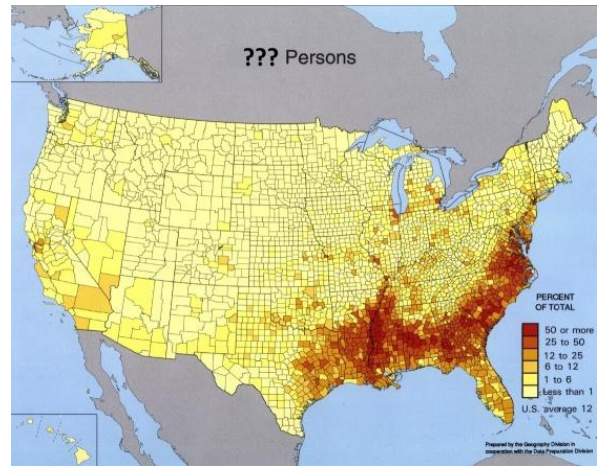 ??? Persons
PERCENT
OF TOTAL
50 or more
25 to 50
12 to 25
6 to 12
1 to 6
Less than 1
U.S. average 12
Prepared by the Geography Division in
cooperation with the Data Preparation Division